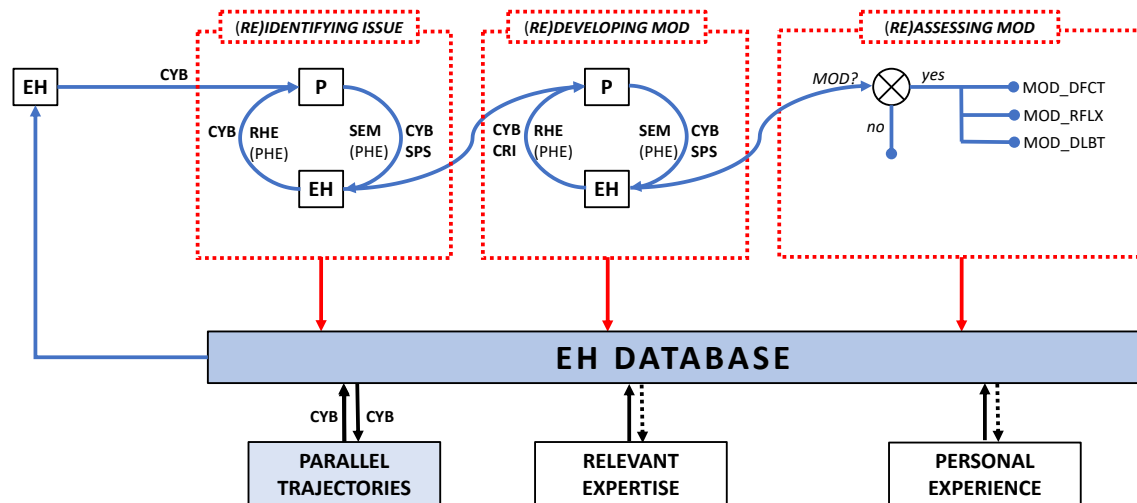 (RE)IDENTIFYING ISSUE
(RE)DEVELOPING MOD
(RE)ASSESSING MOD
EH
CYB
P
CYB
RHE
(PHE)
SEM
(PHE)
CYB
SPS
EH
P
CYB
CRI
RHE
(PHE)
SEM
(PHE)
CYB
SPS
EH
MOD?
yes
no
MOD_DFCT
MOD_RFLX
MOD_DLBT
EH DATABASE
CYB
CYB
PARALLEL
TRAJECTORIES
RELEVANT
EXPERTISE
PERSONAL
EXPERIENCE